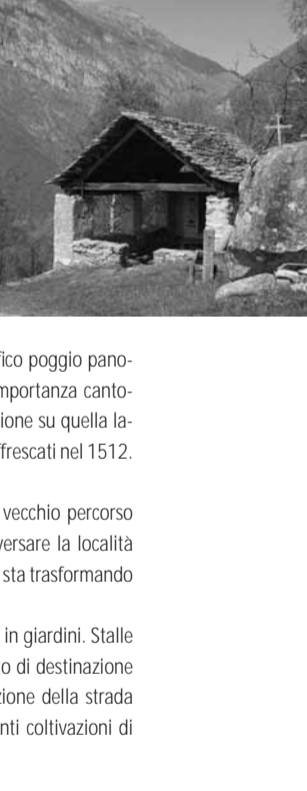 fico poggio pano-
mportanza canto-
ione su quella la-
ffrescati nel 1512.
vecchio percorso
versare la località
sta trasformando
in giardini. Stalle
o di destinazione
zione della strada
nti coltivazioni di